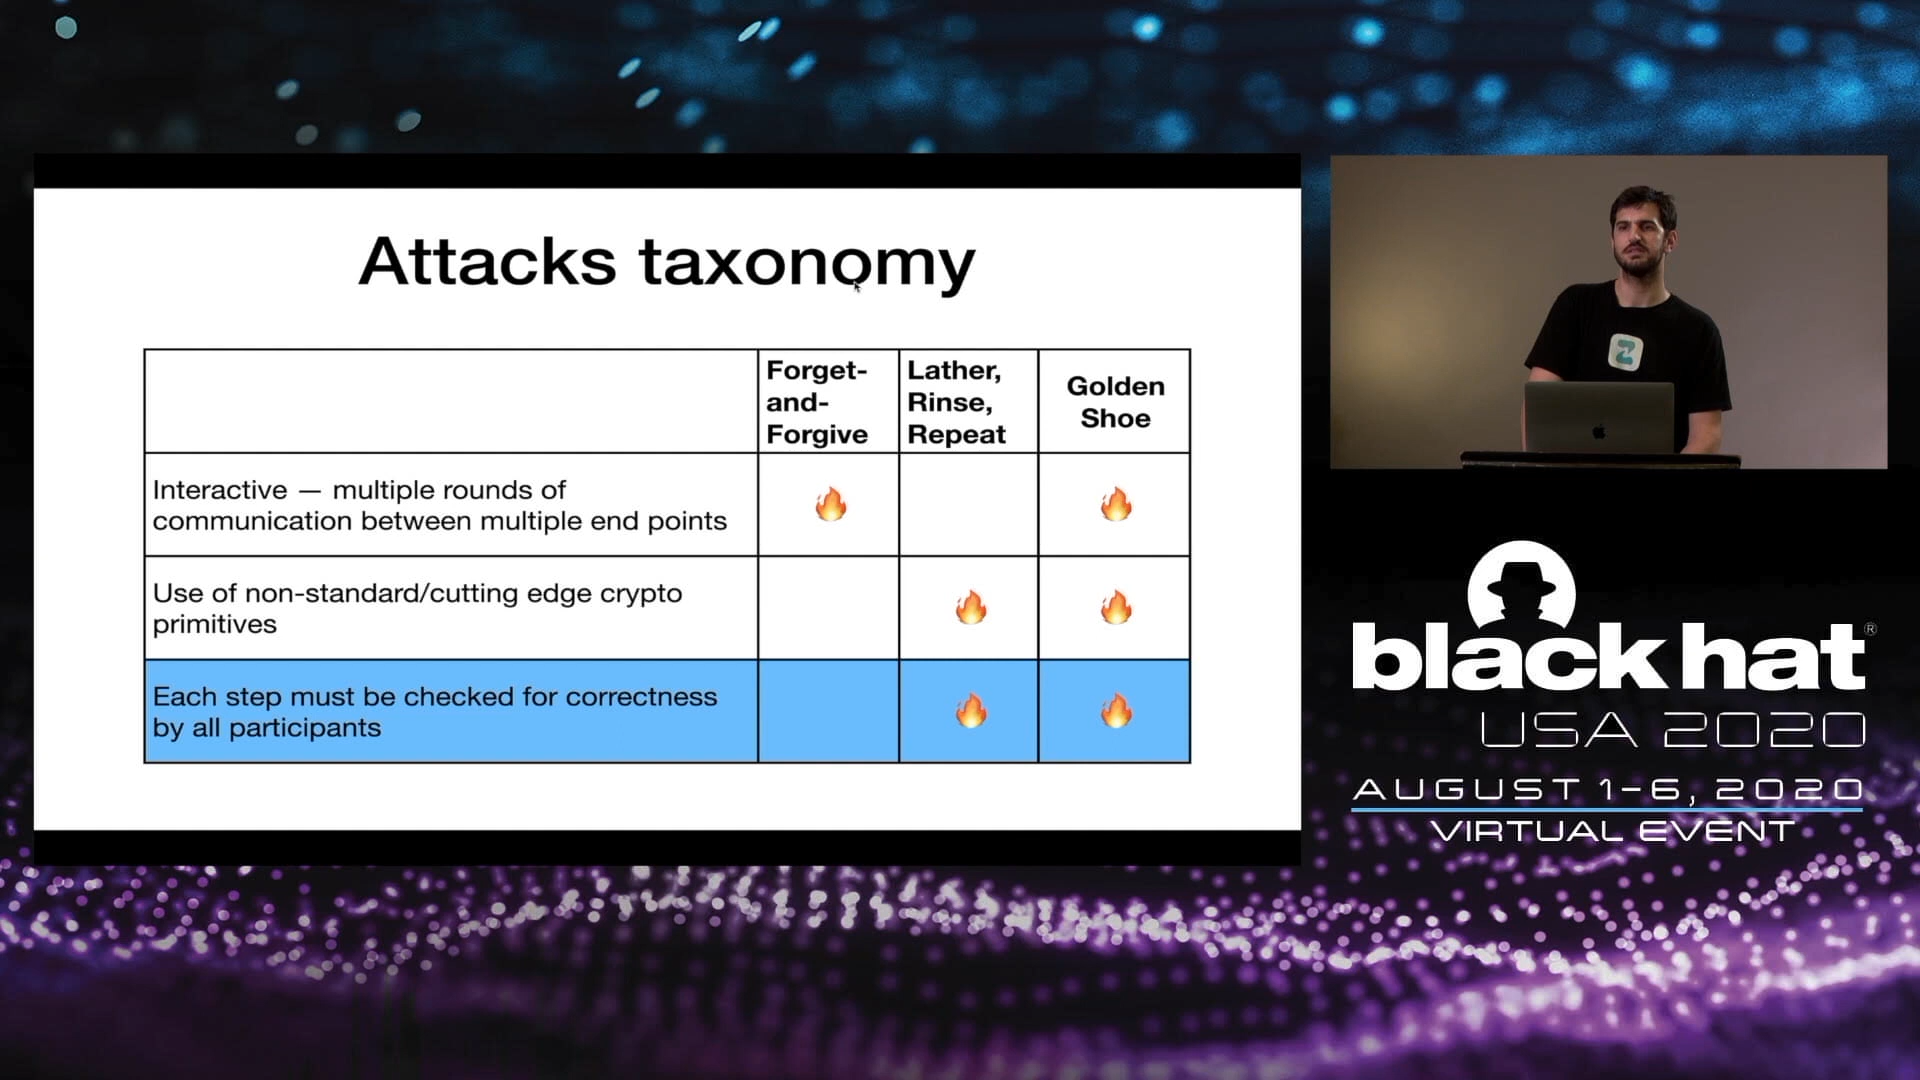 Attacks taxonomy
Forget-
and-
Forgive
Lather,
Rinse,
Repeat
Golden
Shoe
Interactive — multiple rounds of
communication between multiple end points
Use of non-standard/cutting edge crypto
primitives
Each step must be checked for correctness
by all participants
black hat®
USA 2020
AUGUST 1-6, 2020
VIRTUAL EVENT